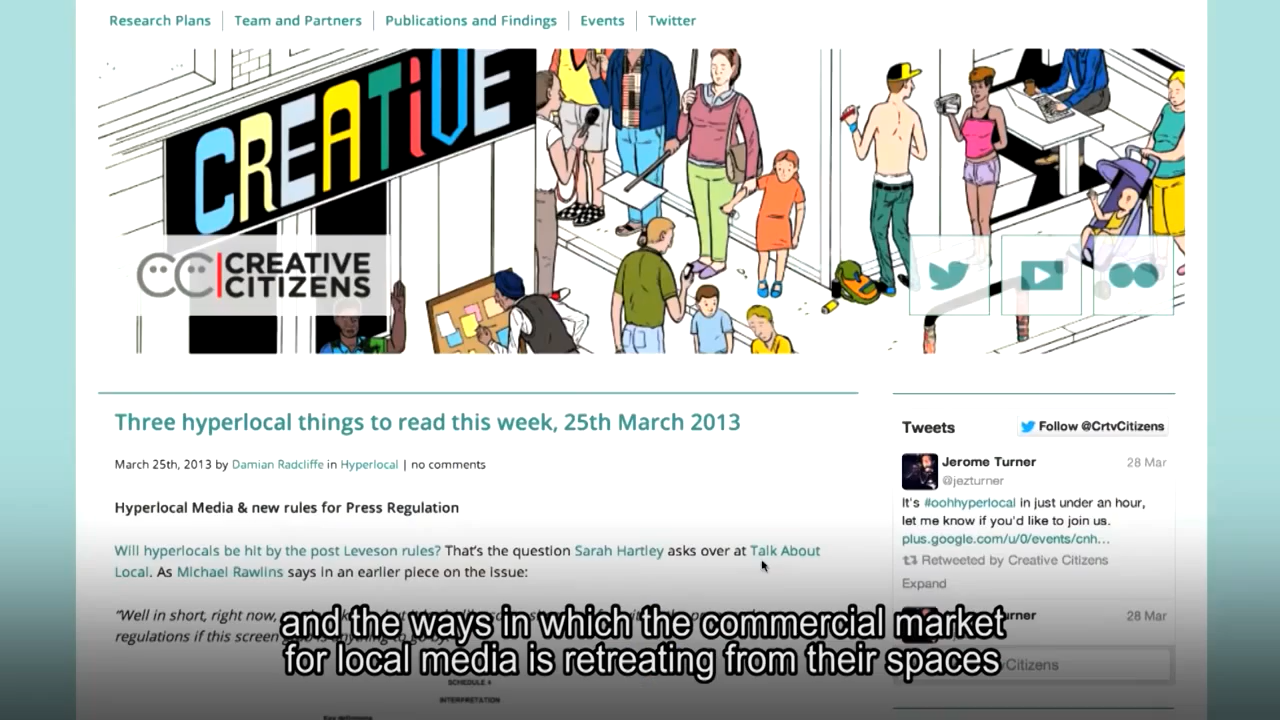 Research Plans
Team and Partners
Publications and Findings
Events
Twitter
CREATIVE
CC|CREATIVE
CITIZENS
Three hyperlocal things to read this week, 25th March 2013
March 25th, 2013 by Damian Radcliffe in Hyperlocal | no comments
Hyperlocal Media & new rules for Press Regulation
Will hyperlocals be hit by the post Leveson rules? That's the question Sarah Hartley asks over at Talk About
Local. As Michael Rawlins says in an earlier piece on the issue:
"Well in short, right now,
regulations if this screen
and the ways in which the commercial market
for local media is retreating from their spaces
SCHEDULE 4
INTERPRETATION
Tweets
Follow @CrtvCitizens
Jerome Turner
28 Mar
@jezturner
It's #oohhyperlocal in just under an hour,
let me know if you'd like to join us.
plus.google.com/u/0/events/cnh...
Retweeted by Creative Citizens
Expand
Turner
28 Mar
Citizens